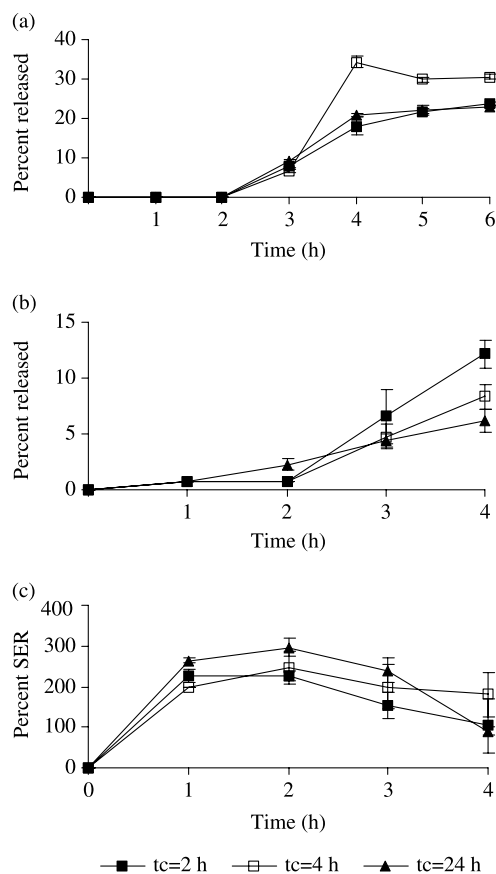 (a)
Percent released
40
30
20
10
0
1 2 3 4 5 6
Time (h)
(b)
Percent released
15
10
5
0
1 2 3 4
Time (h)
(c)
Percent SER
400
300
200
100
0
0 1 2 3 4
Time (h)
tc=2 h tc=4 h tc=24 h